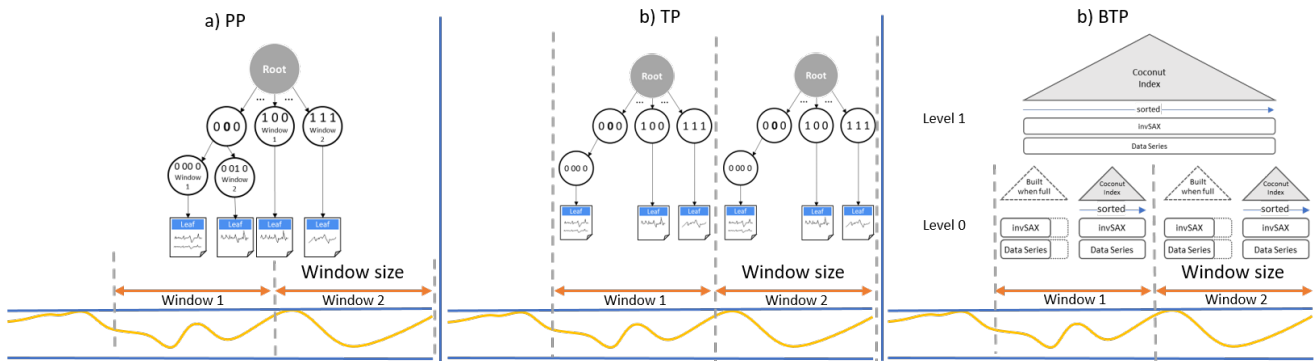 a) PP
Root
... ...
0 0 0
1 0 0
Window
1
1 1 1
Window
2
0 00 0
Window
1
0 01 0
Window
2
Leaf
Leaf
Leaf
Leaf
Window size
Window 1
Window 2
b) TP
Root
... ...
0 0 0
1 0 0
1 1 1
0 00 0
Leaf
Leaf
Leaf
Root
... ...
0 0 0
1 0 0
1 1 1
0 00 0
Leaf
Leaf
Leaf
Window size
Window 1
Window 2
b) BTP
Coconut
Index
Level 1
sorted
invSAX
Data Series
Built
when full
Coconut
Index
Built
when full
Coconut
Index
sorted
sorted
Level 0
invSAX
invSAX
invSAX
invSAX
Data Series
Data Series
Data Series
Data Series
Window size
Window 1
Window 2